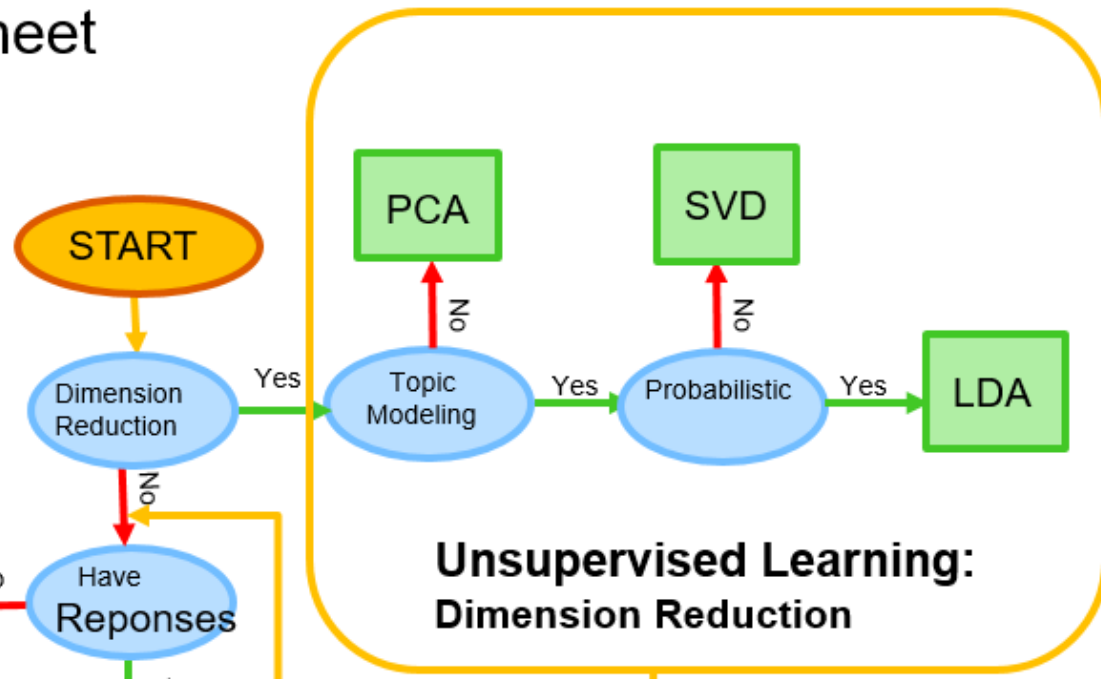 PCA
SVD
START
No
No
Dimension
Reduction
Yes
Topic
Modeling
Yes
Probabilistic
Yes
LDA
No
Have
Reponses
Unsupervised Learning:
Dimension Reduction